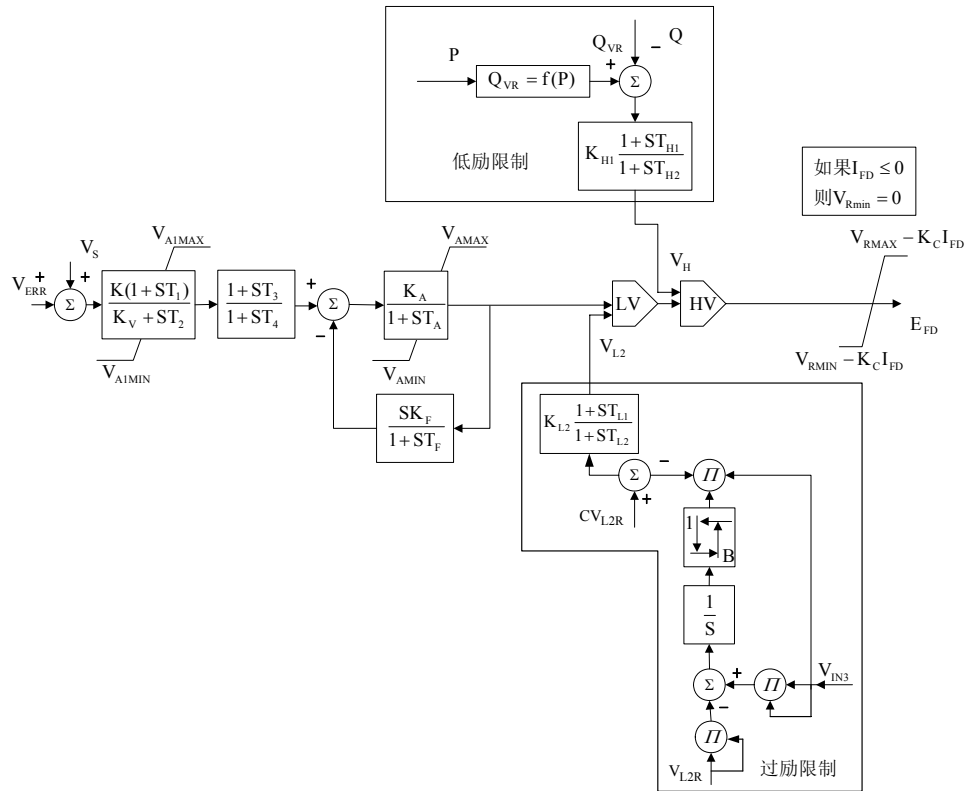 P
Q_VR
Q
+
−
Q_VR = f(P)
Σ
低励限制
K_H1 (1 + ST_H1)/(1 + ST_H2)
如果I_FD ≤ 0
则V_Rmin = 0
V_A1MAX
V_S
V_ERR
+
+
Σ
K(1 + ST_1)/(K_V + ST_2)
V_A1MIN
(1 + ST_3)/(1 + ST_4)
+
−
Σ
V_AMAX
K_A/(1 + ST_A)
V_AMIN
SK_F/(1 + ST_F)
LV
V_H
HV
V_L2
V_RMAX − K_C I_FD
E_FD
V_RMIN − K_C I_FD
K_L2 (1 + ST_L1)/(1 + ST_L2)
Σ
−
+
Π
CV_L2R
1
B
1/S
Σ
+
−
Π
V_IN3
Π
V_L2R
过励限制